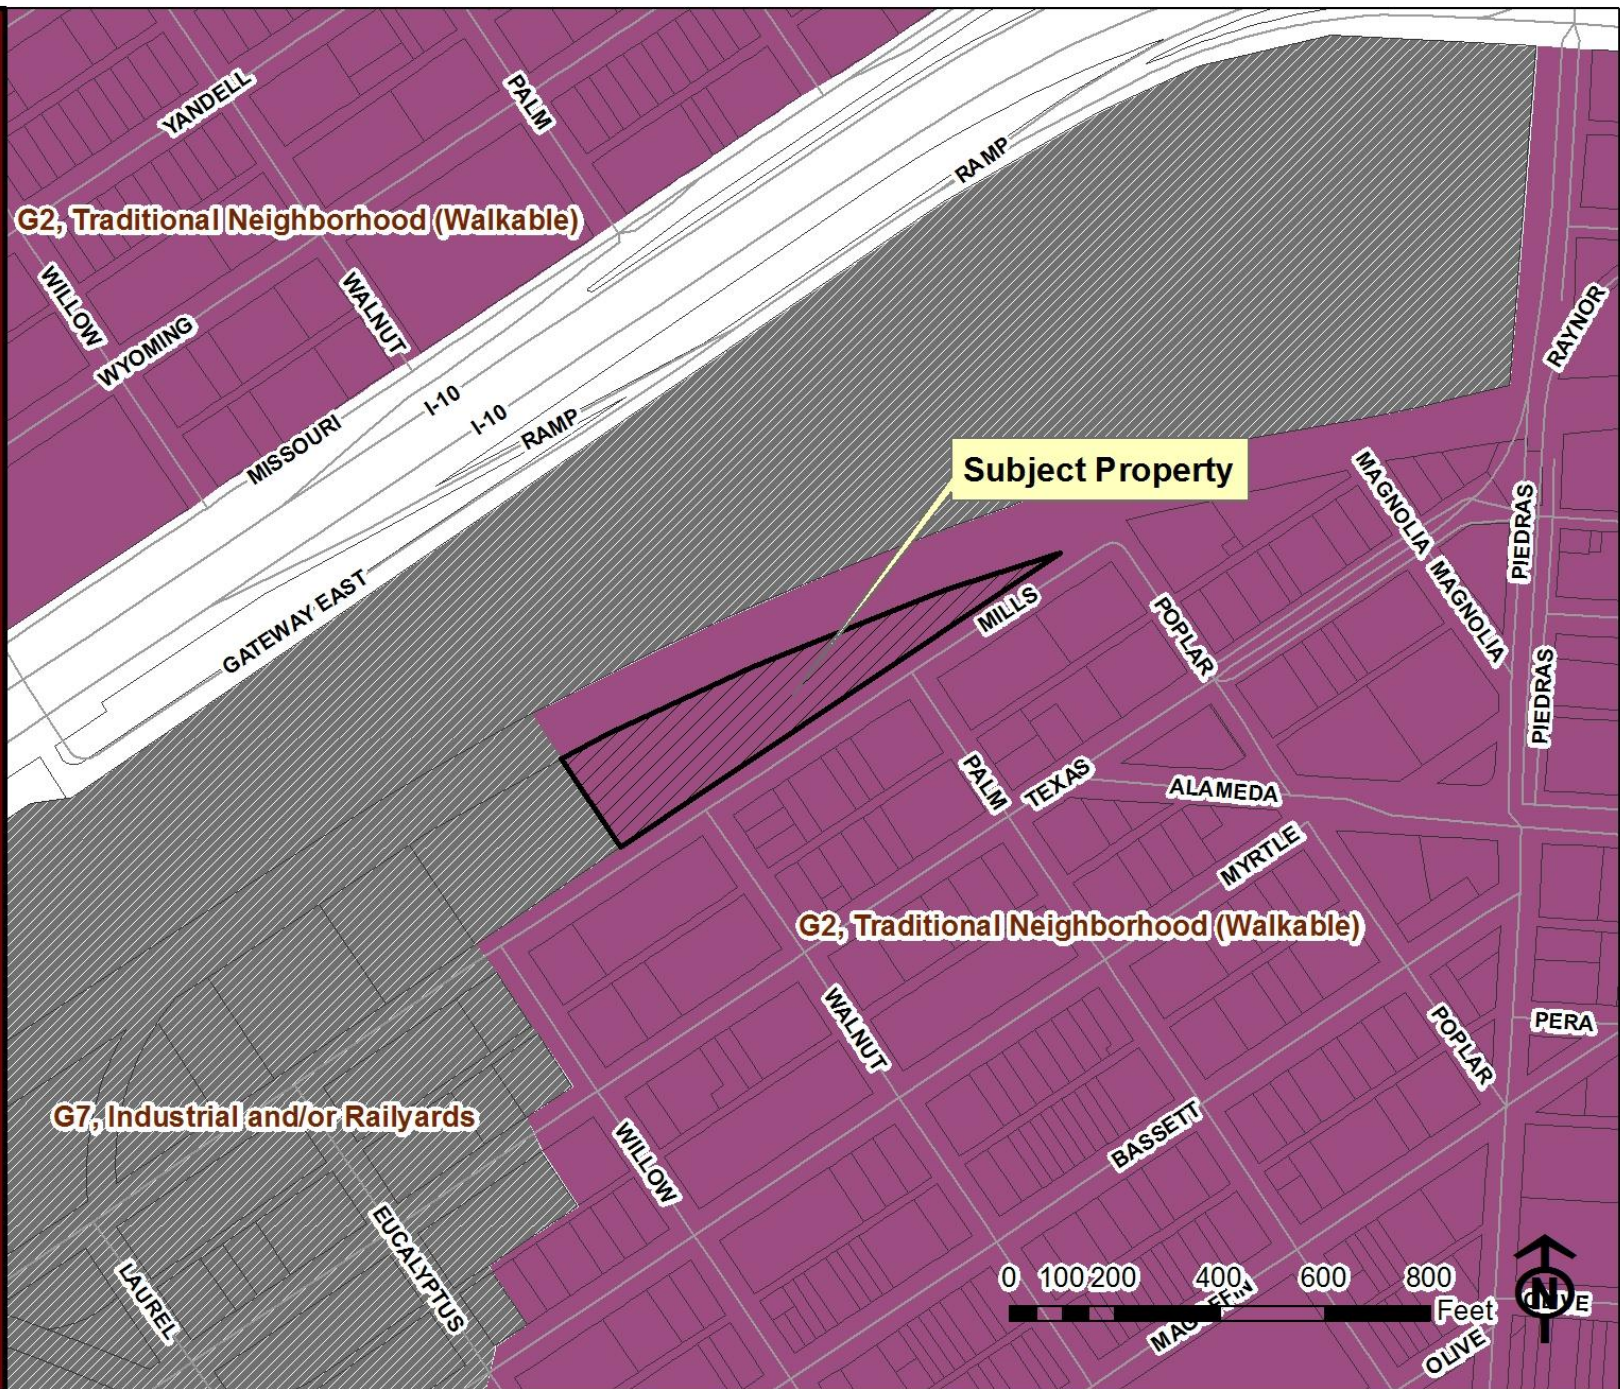 YANDELL
PALM
G2, Traditional Neighborhood (Walkable)
WILLOW
WALNUT
WYOMING
RAMP
RAYNOR
I-10
I-10
RAMP
MISSOURI
Subject Property
MAGNOLIA
PIEDRAS
GATEWAY EAST
MILLS
MAGNOLIA
POPLAR
PIEDRAS
PALM
TEXAS
ALAMEDA
MYRTLE
G2, Traditional Neighborhood (Walkable)
WALNUT
POPLAR
PERA
G7, Industrial and/or Railyards
WILLOW
BASSETT
EUCALYPTUS
LAUREL
0 100 200 400 600 800
Feet
N
OLIVE
OLIVE